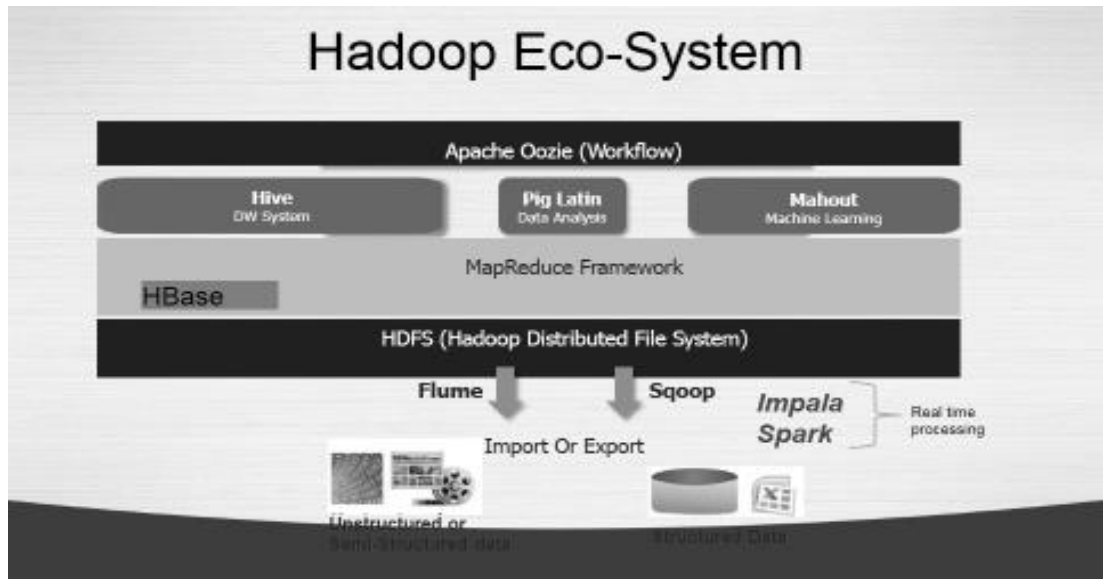 Hadoop Eco-System
Apache Oozie (Workflow)
Hive
DW System
Pig Latin
Data Analysis
Mahout
Machine Learning
MapReduce Framework
HBase
HDFS (Hadoop Distributed File System)
Flume
Sqoop
Impala
Spark
Real time
processing
Import Or Export
Unstructured or
Semi-Structured data
Structured Data